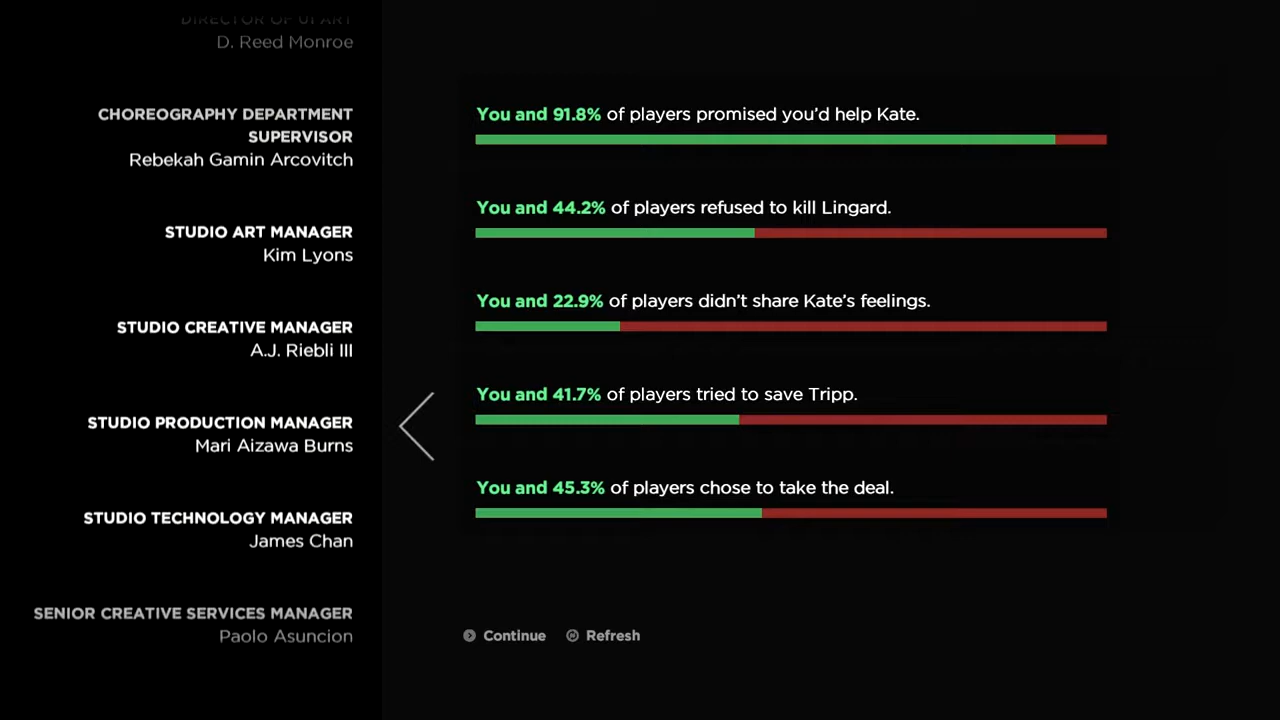 DIRECTOR OF UI ART
D. Reed Monroe
CHOREOGRAPHY DEPARTMENT
SUPERVISOR
Rebekah Gamin Arcovitch
STUDIO ART MANAGER
Kim Lyons
STUDIO CREATIVE MANAGER
A.J. Riebli III
STUDIO PRODUCTION MANAGER
Mari Aizawa Burns
STUDIO TECHNOLOGY MANAGER
James Chan
SENIOR CREATIVE SERVICES MANAGER
Paolo Asuncion
You and 91.8% of players promised you'd help Kate.
You and 44.2% of players refused to kill Lingard.
You and 22.9% of players didn't share Kate's feelings.
You and 41.7% of players tried to save Tripp.
You and 45.3% of players chose to take the deal.
Continue Refresh